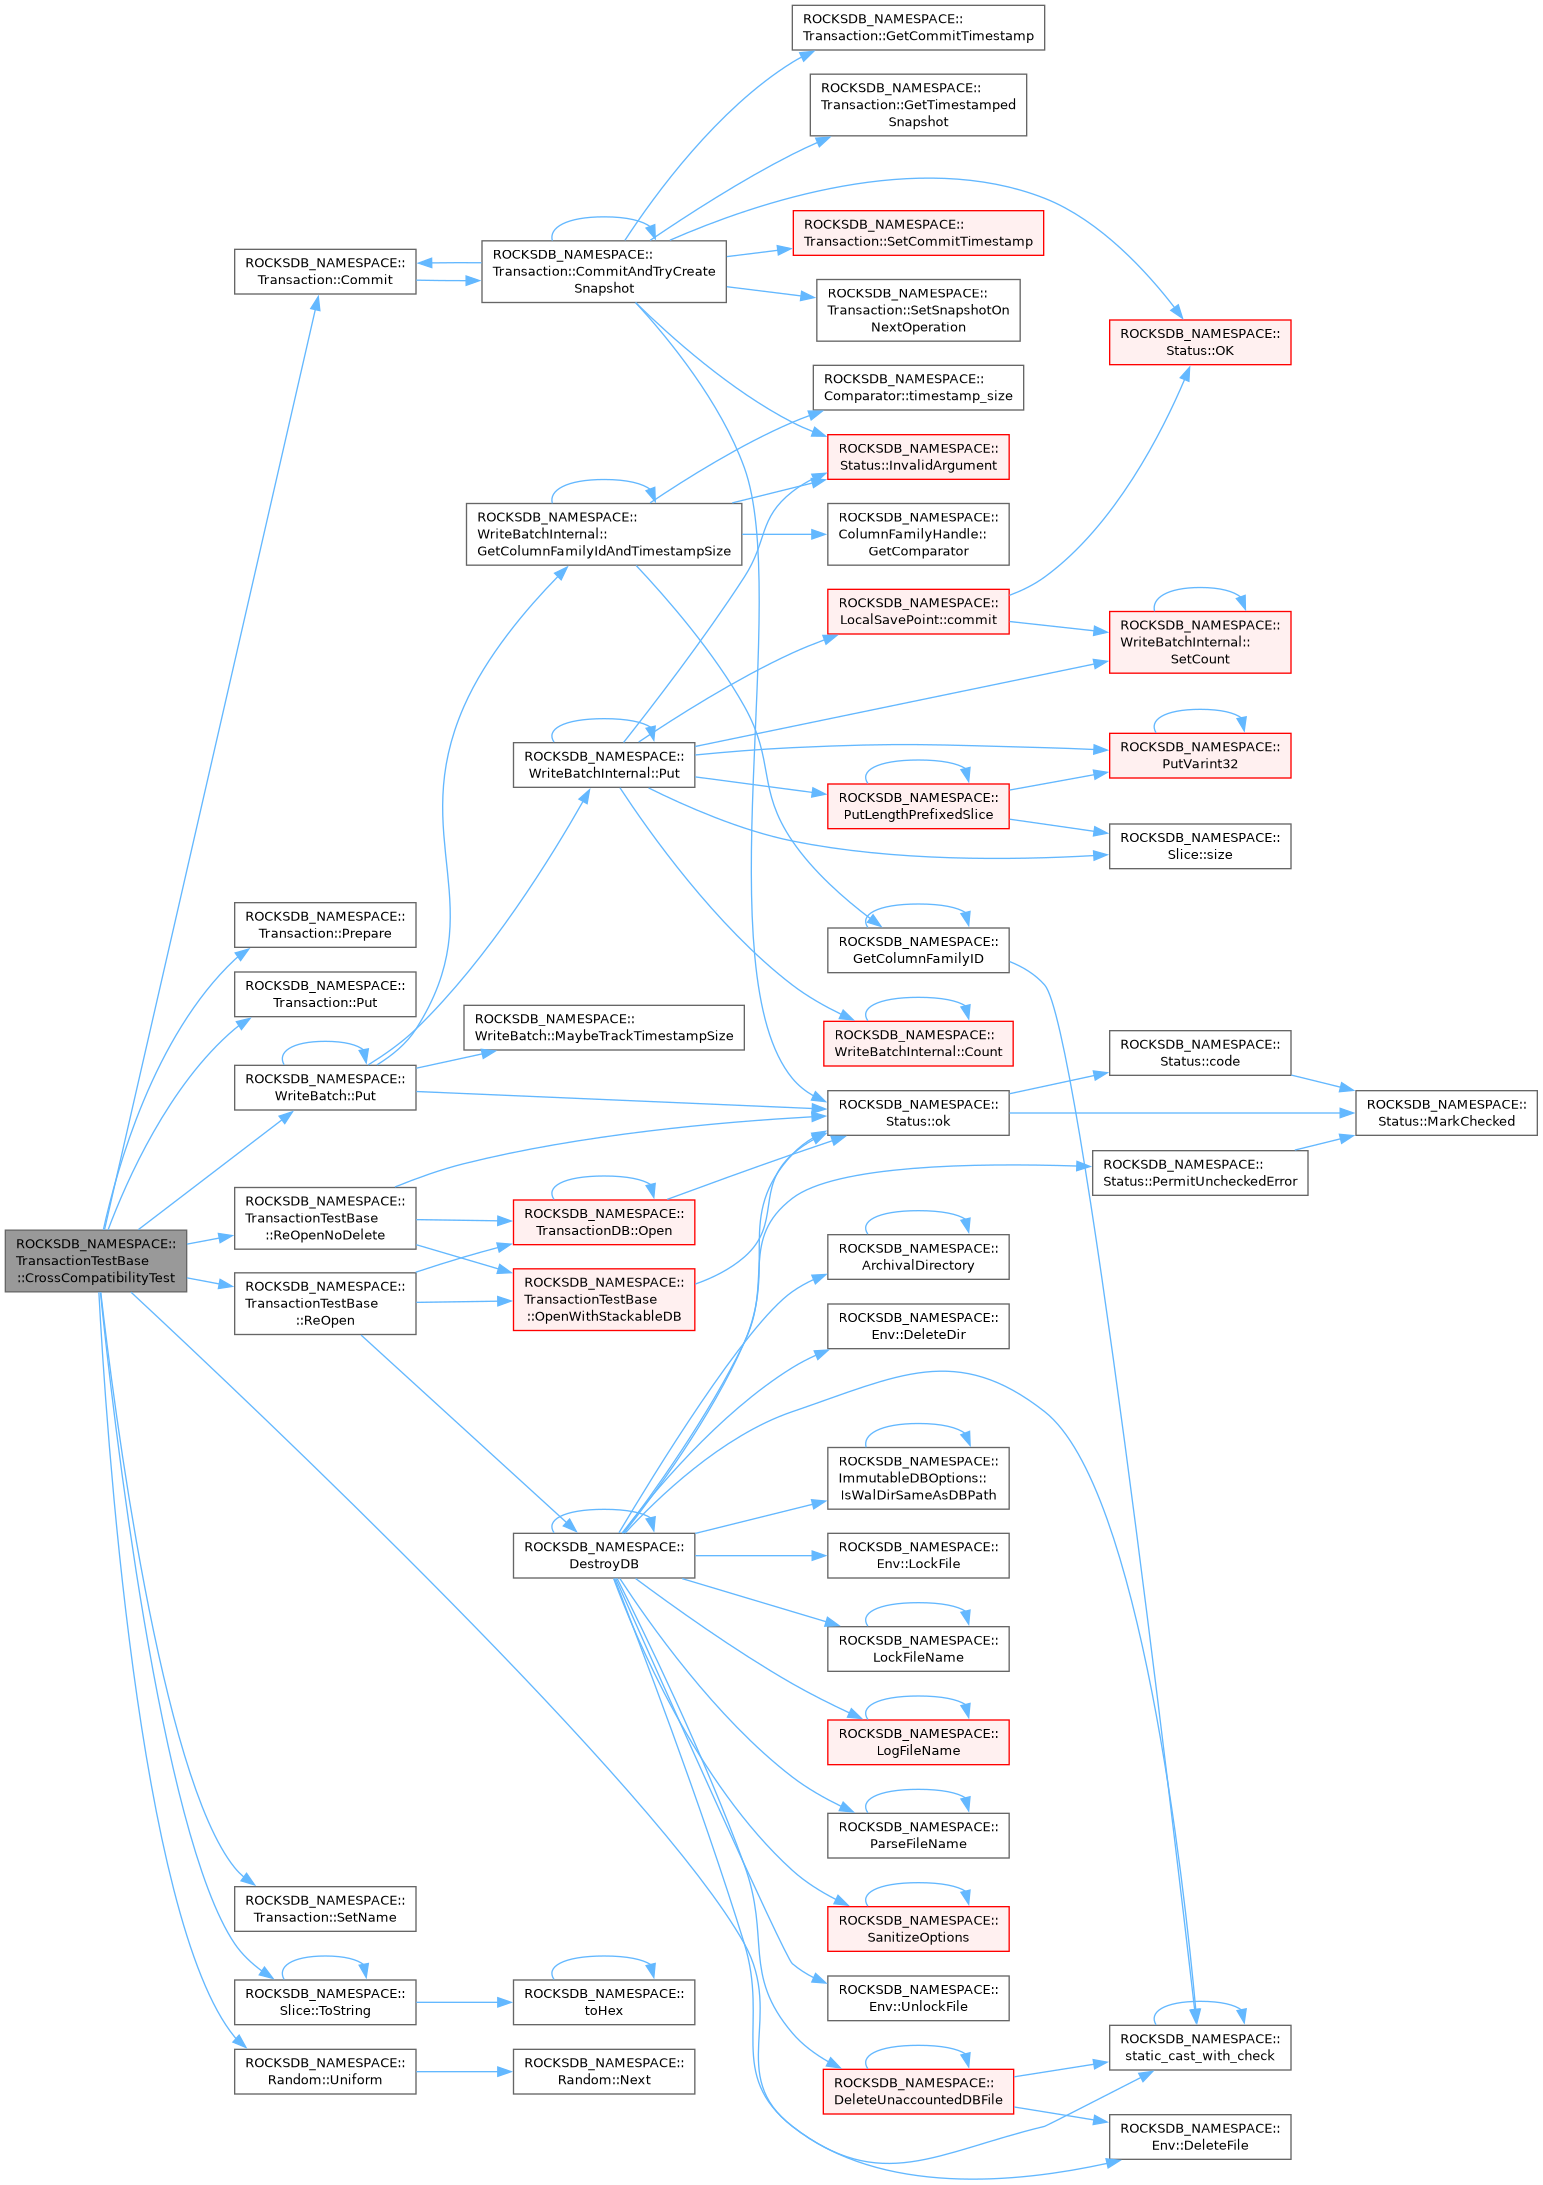 ROCKSDB_NAMESPACE::
Transaction::GetCommitTimestamp
ROCKSDB_NAMESPACE::
Transaction::GetTimestamped
Snapshot
ROCKSDB_NAMESPACE::
Transaction::SetCommitTimestamp
ROCKSDB_NAMESPACE::
Transaction::Commit
ROCKSDB_NAMESPACE::
Transaction::CommitAndTryCreate
Snapshot
ROCKSDB_NAMESPACE::
Transaction::SetSnapshotOn
NextOperation
ROCKSDB_NAMESPACE::
Status::OK
ROCKSDB_NAMESPACE::
Comparator::timestamp_size
ROCKSDB_NAMESPACE::
Status::InvalidArgument
ROCKSDB_NAMESPACE::
WriteBatchInternal::
GetColumnFamilyIdAndTimestampSize
ROCKSDB_NAMESPACE::
ColumnFamilyHandle::
GetComparator
ROCKSDB_NAMESPACE::
LocalSavePoint::commit
ROCKSDB_NAMESPACE::
WriteBatchInternal::
SetCount
ROCKSDB_NAMESPACE::
WriteBatchInternal::Put
ROCKSDB_NAMESPACE::
PutVarint32
ROCKSDB_NAMESPACE::
PutLengthPrefixedSlice
ROCKSDB_NAMESPACE::
Slice::size
ROCKSDB_NAMESPACE::
Transaction::Prepare
ROCKSDB_NAMESPACE::
GetColumnFamilyID
ROCKSDB_NAMESPACE::
Transaction::Put
ROCKSDB_NAMESPACE::
WriteBatch::MaybeTrackTimestampSize
ROCKSDB_NAMESPACE::
WriteBatchInternal::Count
ROCKSDB_NAMESPACE::
Status::code
ROCKSDB_NAMESPACE::
WriteBatch::Put
ROCKSDB_NAMESPACE::
Status::ok
ROCKSDB_NAMESPACE::
Status::MarkChecked
ROCKSDB_NAMESPACE::
Status::PermitUncheckedError
ROCKSDB_NAMESPACE::
TransactionTestBase
::ReOpenNoDelete
ROCKSDB_NAMESPACE::
TransactionDB::Open
ROCKSDB_NAMESPACE::
TransactionTestBase
::CrossCompatibilityTest
ROCKSDB_NAMESPACE::
ArchivalDirectory
ROCKSDB_NAMESPACE::
TransactionTestBase
::ReOpen
ROCKSDB_NAMESPACE::
TransactionTestBase
::OpenWithStackableDB
ROCKSDB_NAMESPACE::
Env::DeleteDir
ROCKSDB_NAMESPACE::
ImmutableDBOptions::
IsWalDirSameAsDBPath
ROCKSDB_NAMESPACE::
DestroyDB
ROCKSDB_NAMESPACE::
Env::LockFile
ROCKSDB_NAMESPACE::
LockFileName
ROCKSDB_NAMESPACE::
LogFileName
ROCKSDB_NAMESPACE::
ParseFileName
ROCKSDB_NAMESPACE::
Transaction::SetName
ROCKSDB_NAMESPACE::
SanitizeOptions
ROCKSDB_NAMESPACE::
Slice::ToString
ROCKSDB_NAMESPACE::
toHex
ROCKSDB_NAMESPACE::
Env::UnlockFile
ROCKSDB_NAMESPACE::
static_cast_with_check
ROCKSDB_NAMESPACE::
Random::Uniform
ROCKSDB_NAMESPACE::
Random::Next
ROCKSDB_NAMESPACE::
DeleteUnaccountedDBFile
ROCKSDB_NAMESPACE::
Env::DeleteFile